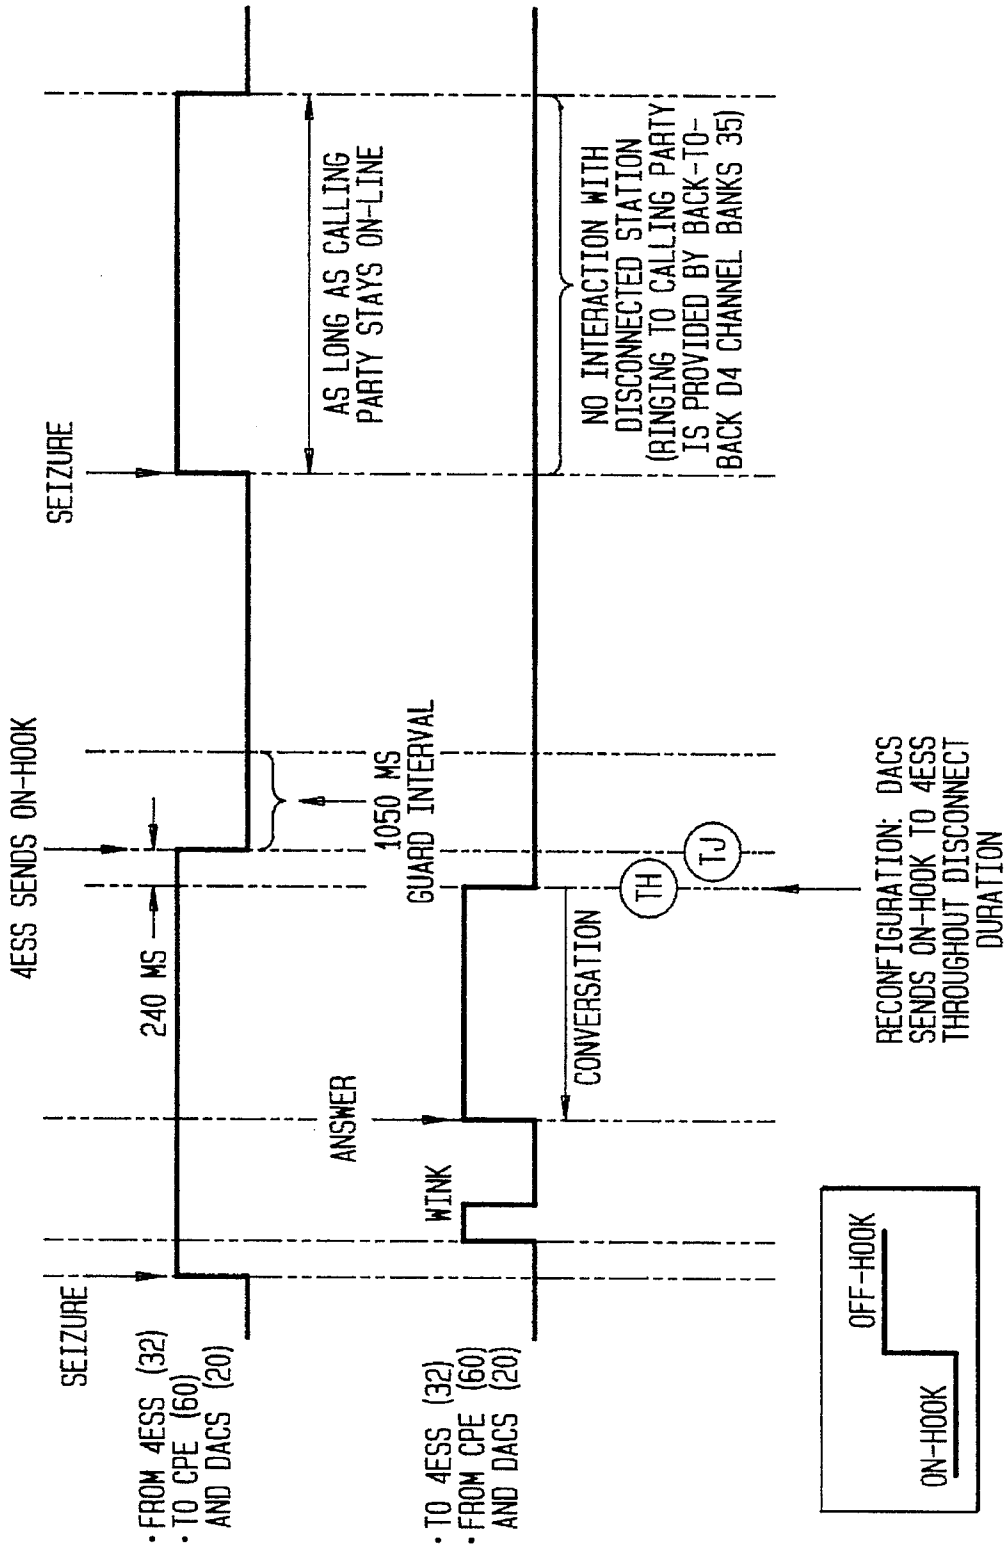 4ESS SENDS ON-HOOK
SEIZURE
SEIZURE
240 MS
· FROM 4ESS (32)
· TO CPE (60)
AND DACS (20)
AS LONG AS CALLING
PARTY STAYS ON-LINE
1050 MS
GUARD INTERVAL
ANSWER
WINK
· TO 4ESS (32)
· FROM CPE (60)
AND DACS (20)
CONVERSATION
NO INTERACTION WITH
DISCONNECTED STATION
(RINGING TO CALLING PARTY
IS PROVIDED BY BACK-TO-
BACK D4 CHANNEL BANKS 35)
TH
TJ
RECONFIGURATION: DACS
SENDS ON-HOOK TO 4ESS
THROUGHOUT DISCONNECT
DURATION
OFF-HOOK
ON-HOOK